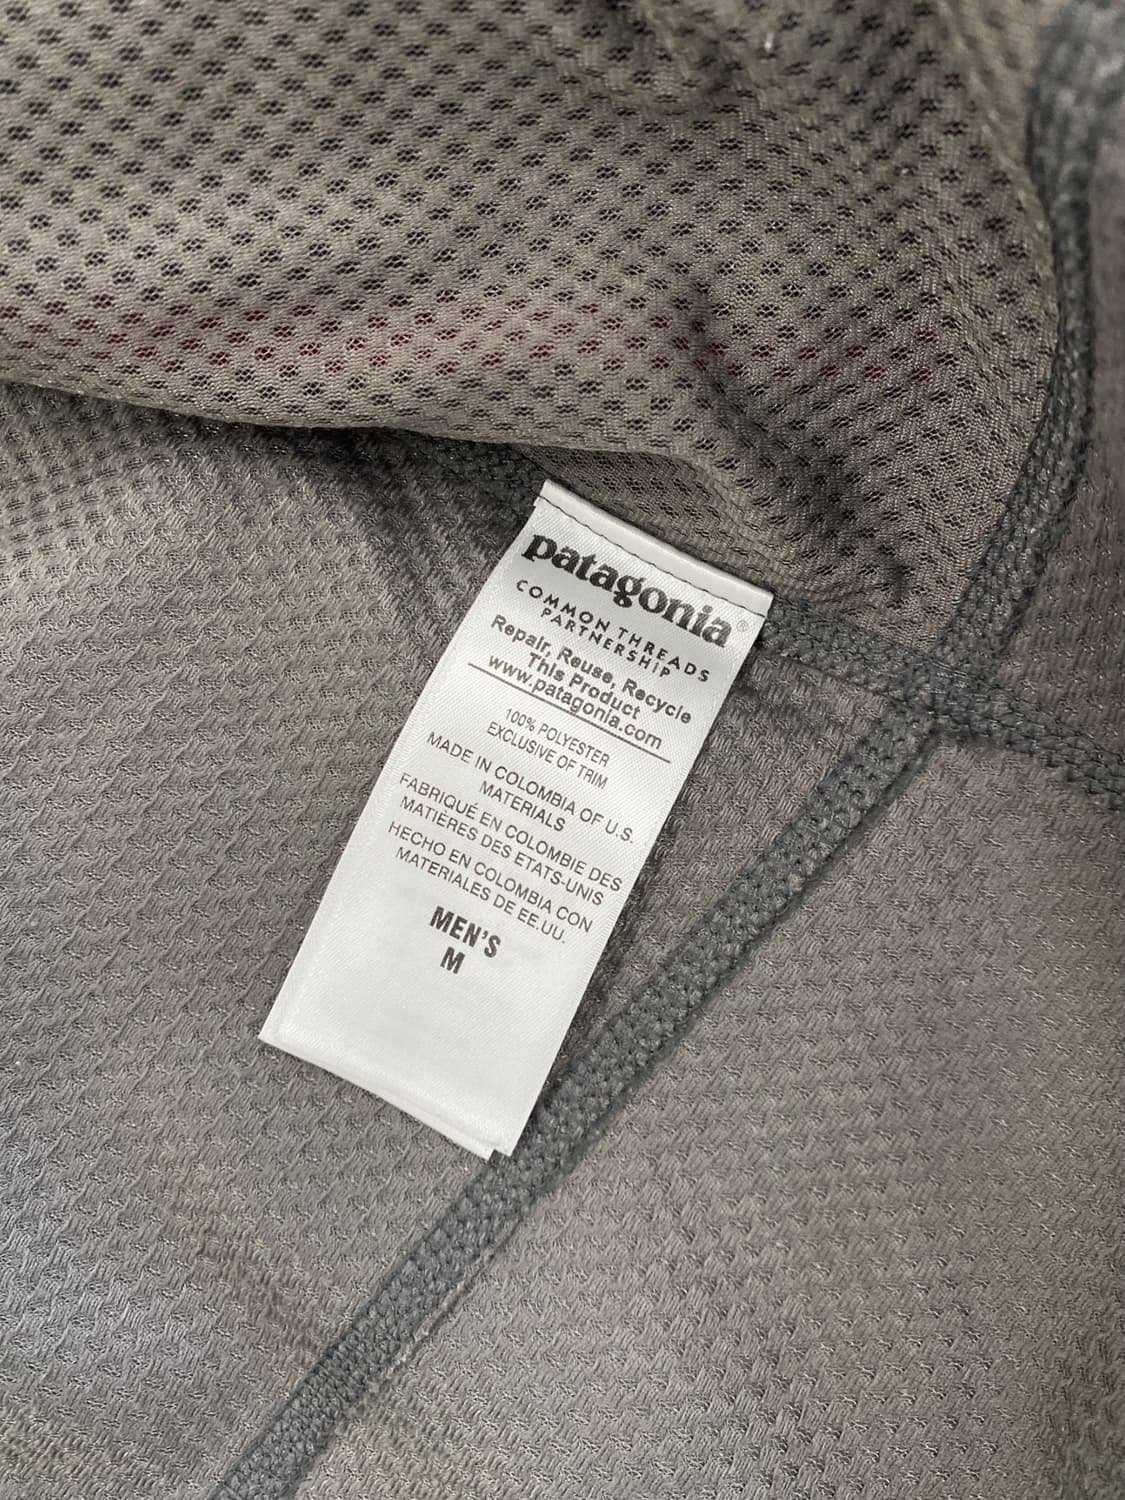 patagonia®
COMMON THREADS
PARTNERSHIP
Repair, Reuse, Recycle
This Product
www.patagonia.com
100% POLYESTER
EXCLUSIVE OF TRIM
MADE IN COLOMBIA OF U.S.
MATERIALS
FABRIQUÉ EN COLOMBIE DES
MATIÈRES DES ETATS-UNIS
HECHO EN COLOMBIA CON
MATERIALES DE EE.UU.
MEN'S
M